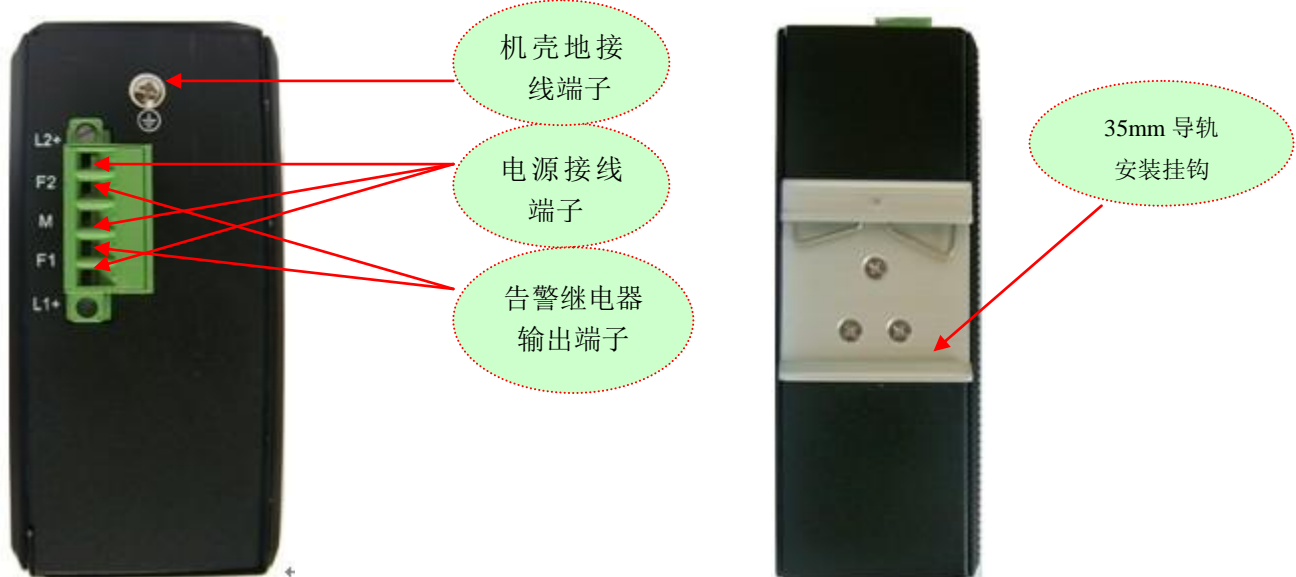 机壳地接
线端子
L2+
F2
M
F1
L1+
电源接线
端子
告警继电器
输出端子
35mm 导轨
安装挂钩